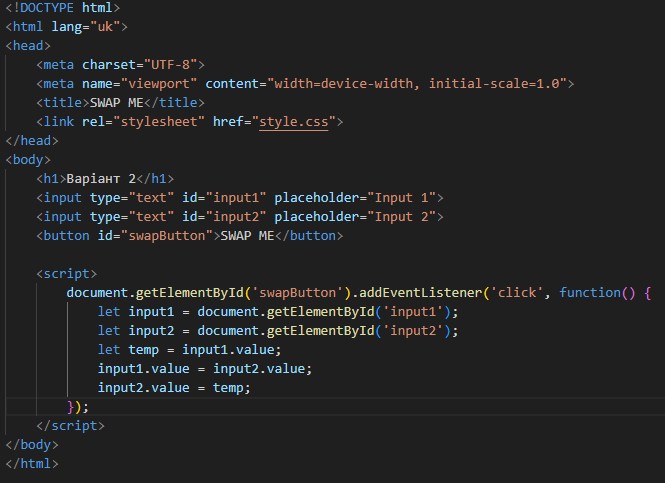 <!DOCTYPE html>
<html lang="uk">
<head>
    <meta charset="UTF-8">
    <meta name="viewport" content="width=device-width, initial-scale=1.0">
    <title>SWAP ME</title>
    <link rel="stylesheet" href="style.css">
</head>
<body>
    <h1>Варіант 2</h1>
    <input type="text" id="input1" placeholder="Input 1">
    <input type="text" id="input2" placeholder="Input 2">
    <button id="swapButton">SWAP ME</button>

    <script>
        document.getElementById('swapButton').addEventListener('click', function() {
            let input1 = document.getElementById('input1');
            let input2 = document.getElementById('input2');
            let temp = input1.value;
            input1.value = input2.value;
            input2.value = temp;
        });
    </script>
</body>
</html>